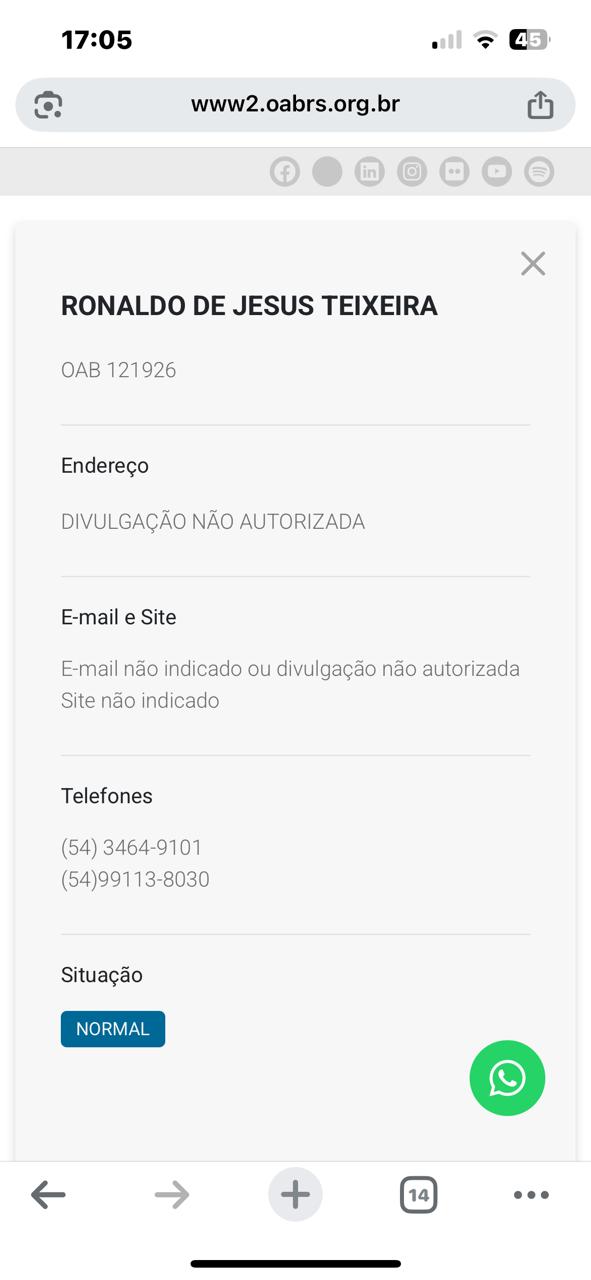 17:05
45
www2.oabrs.org.br
RONALDO DE JESUS TEIXEIRA
OAB 121926
Endereço
DIVULGAÇÃO NÃO AUTORIZADA
E-mail e Site
E-mail não indicado ou divulgação não autorizada
Site não indicado
Telefones
(54) 3464-9101
(54)99113-8030
Situação
NORMAL
14